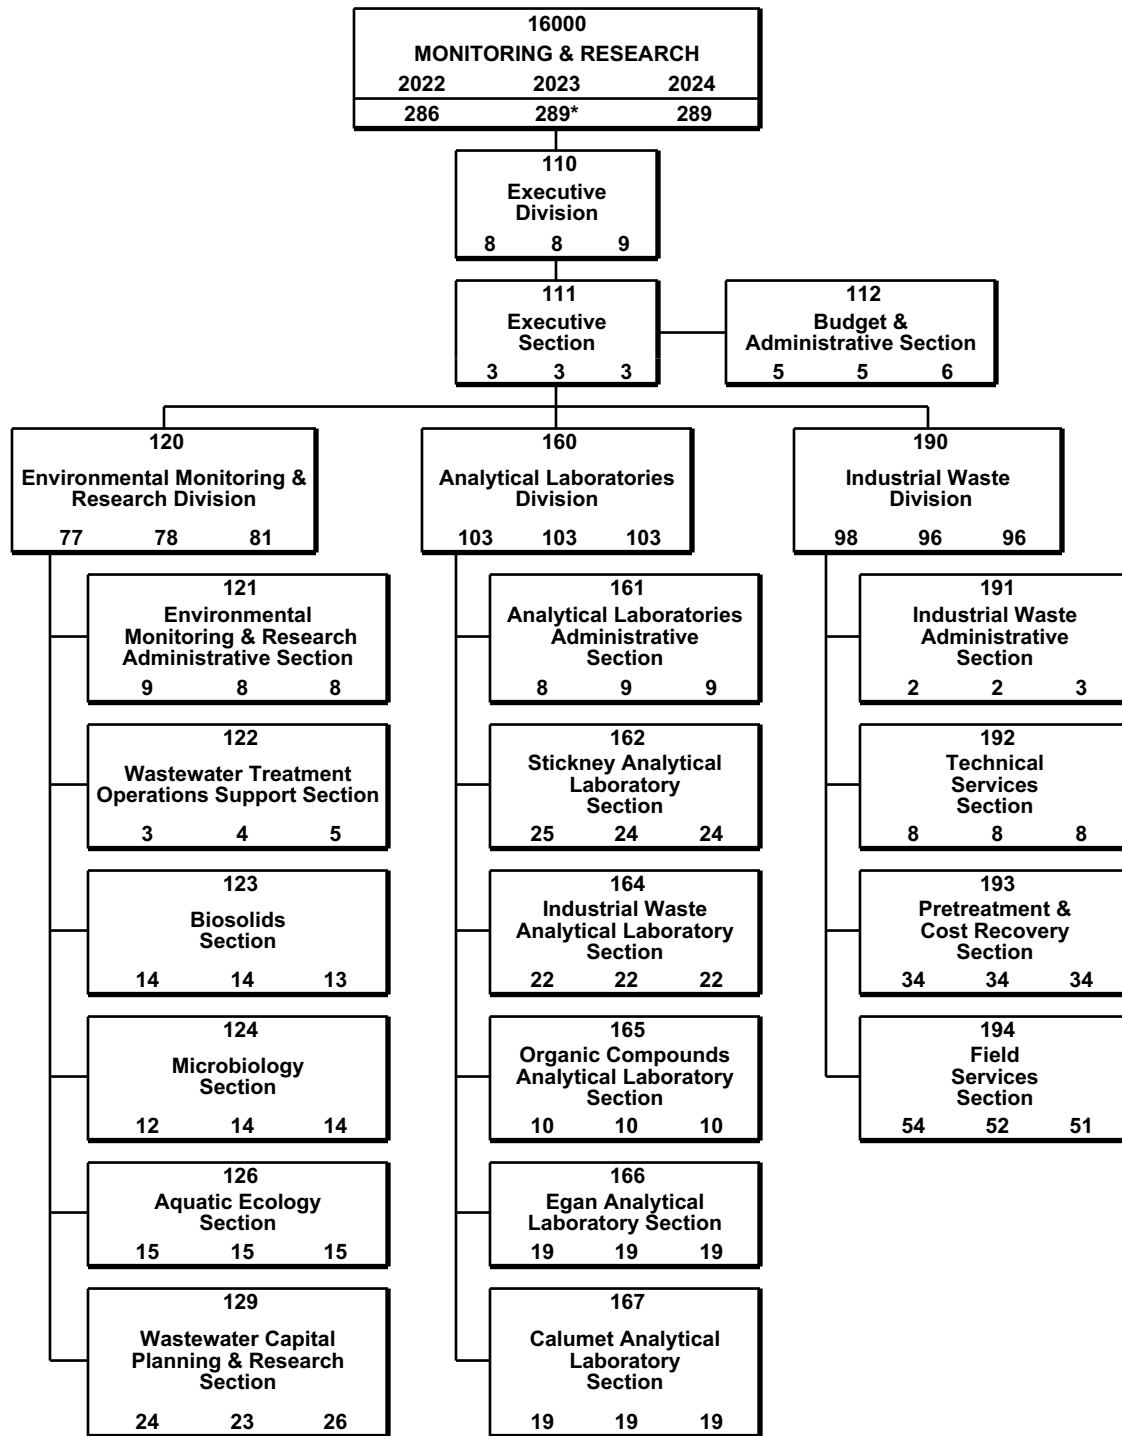 16000
MONITORING & RESEARCH
2022 2023 2024
286 289* 289
110
Executive
Division
8 8 9
111
Executive
Section
3 3 3
112
Budget &
Administrative Section
5 5 6
120
Environmental Monitoring &
Research Division
77 78 81
160
Analytical Laboratories
Division
103 103 103
190
Industrial Waste
Division
98 96 96
121
Environmental
Monitoring & Research
Administrative Section
9 8 8
161
Analytical Laboratories
Administrative
Section
8 9 9
191
Industrial Waste
Administrative
Section
2 2 3
122
Wastewater Treatment
Operations Support Section
3 4 5
162
Stickney Analytical
Laboratory
Section
25 24 24
192
Technical
Services
Section
8 8 8
123
Biosolids
Section
14 14 13
164
Industrial Waste
Analytical Laboratory
Section
22 22 22
193
Pretreatment &
Cost Recovery
Section
34 34 34
124
Microbiology
Section
12 14 14
165
Organic Compounds
Analytical Laboratory
Section
10 10 10
194
Field
Services
Section
54 52 51
126
Aquatic Ecology
Section
15 15 15
166
Egan Analytical
Laboratory Section
19 19 19
129
Wastewater Capital
Planning & Research
Section
24 23 26
167
Calumet Analytical
Laboratory
Section
19 19 19